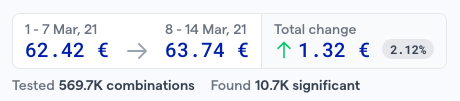 1 - 7 Mar, 21 8 - 14 Mar, 21 Total change
62.42 € → 63.74 € ↑ 1.32 € 2.12%
Tested 569.7K combinations Found 10.7K significant